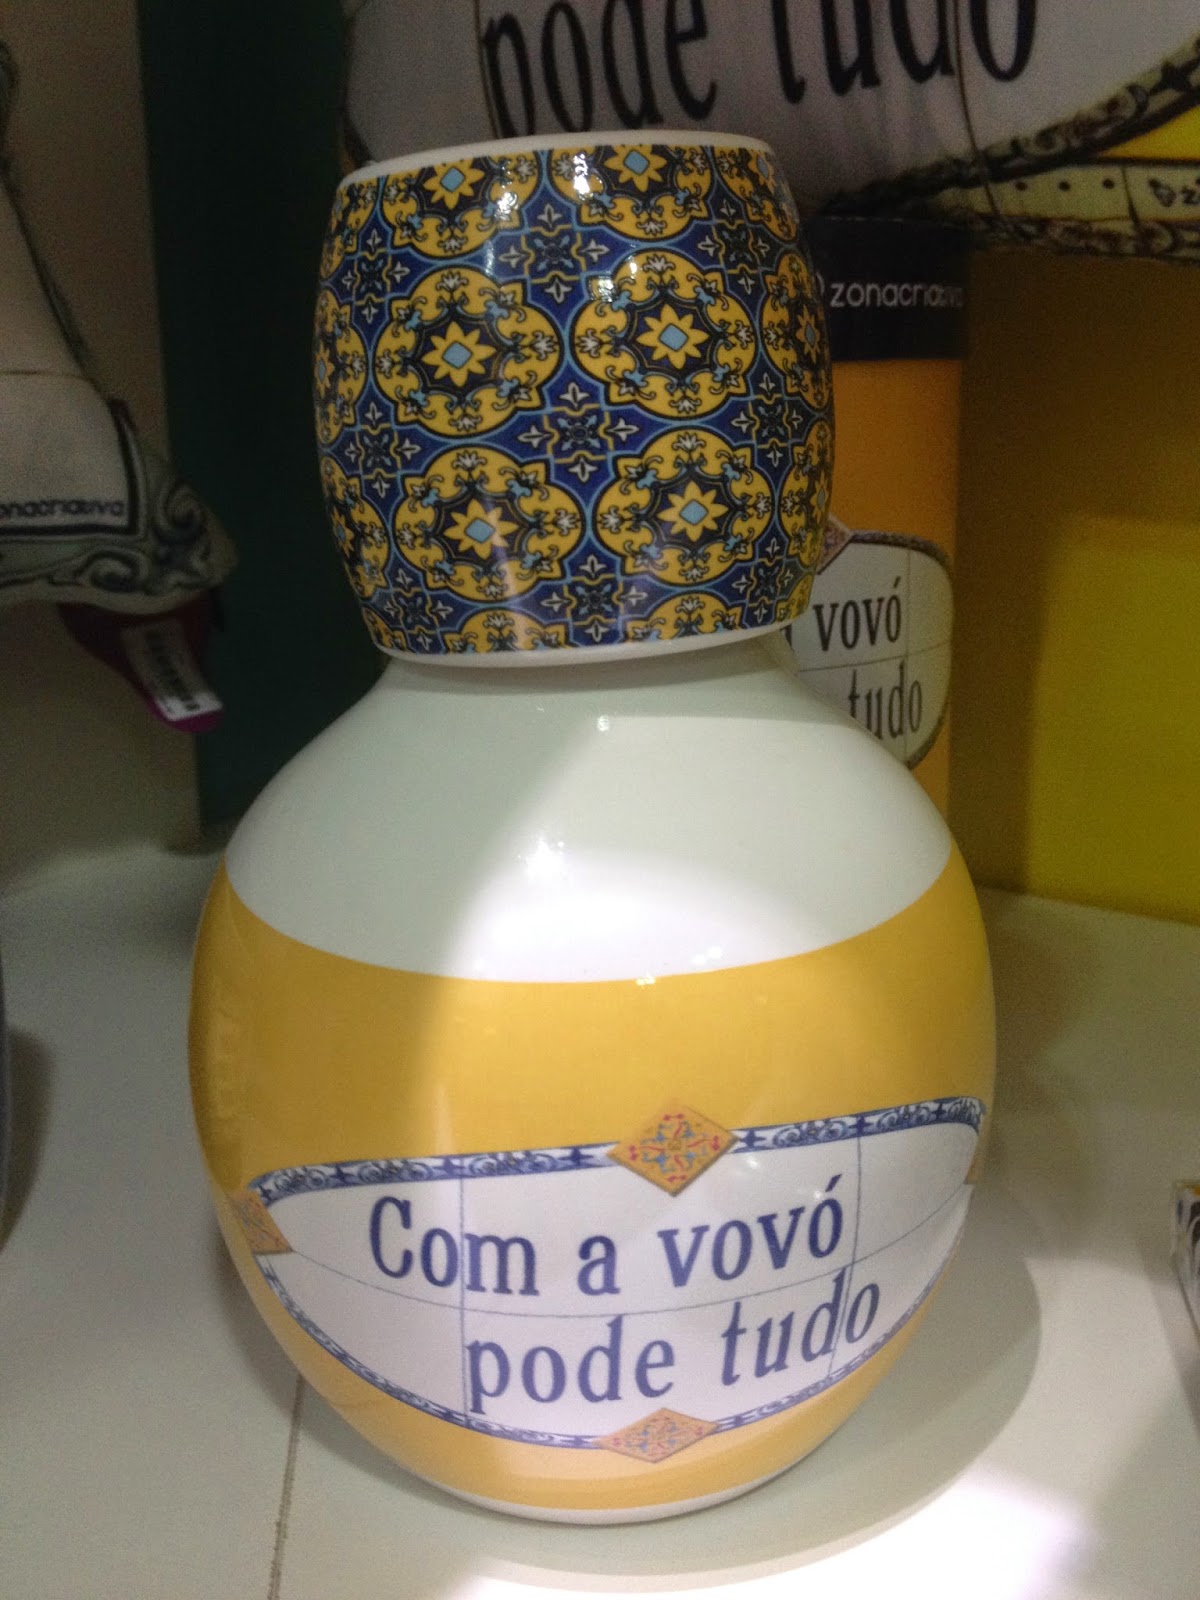 pode tudo
zonacriativa
zonacriativa
vovó
tudo
Com a vovó
pode tudo